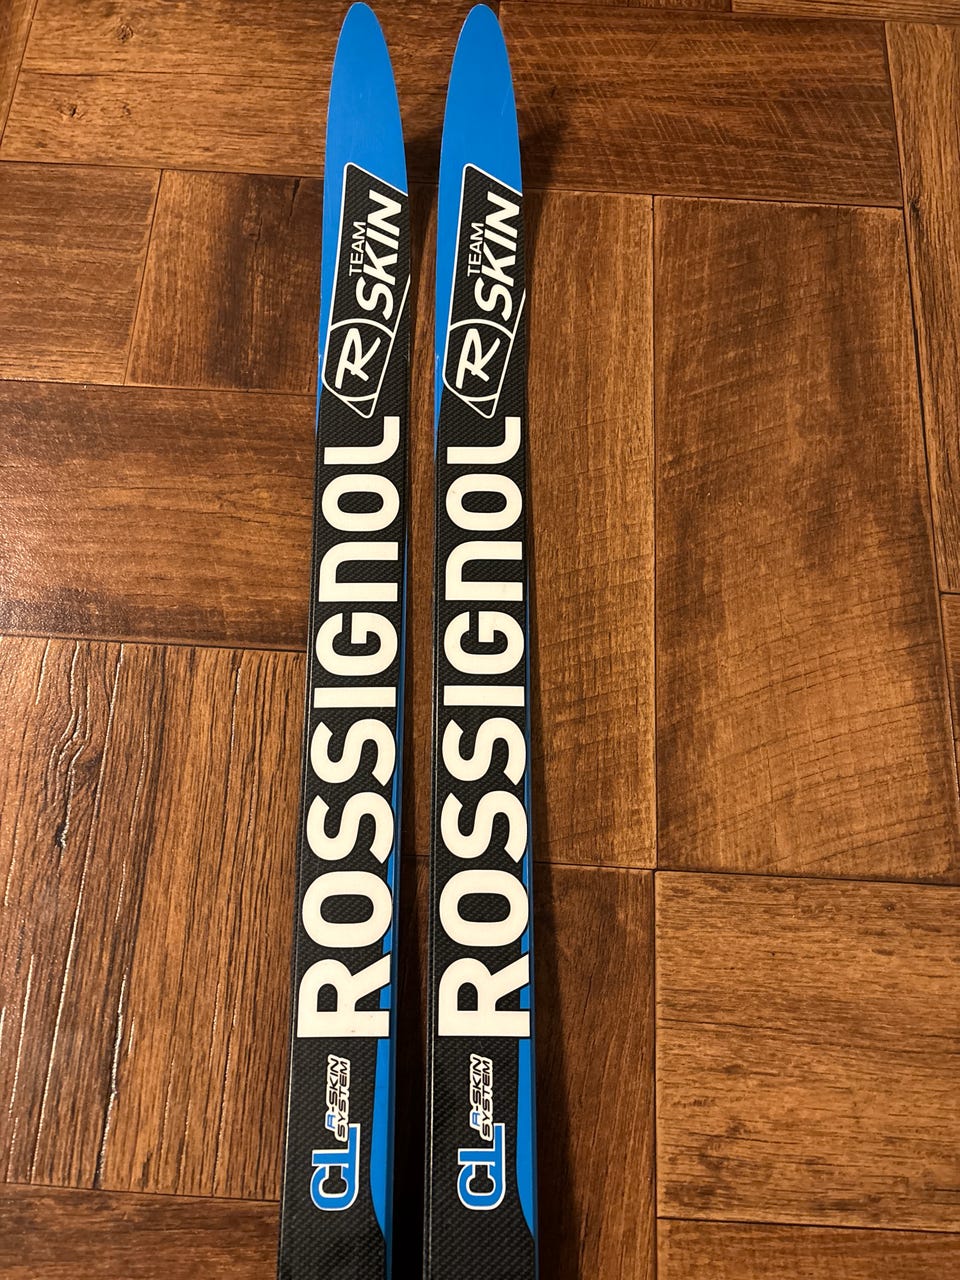 TEAM
R SKIN
ROSSIGNOL
CL R-SKIN
SYSTEM
TEAM
R SKIN
ROSSIGNOL
CL R-SKIN
SYSTEM